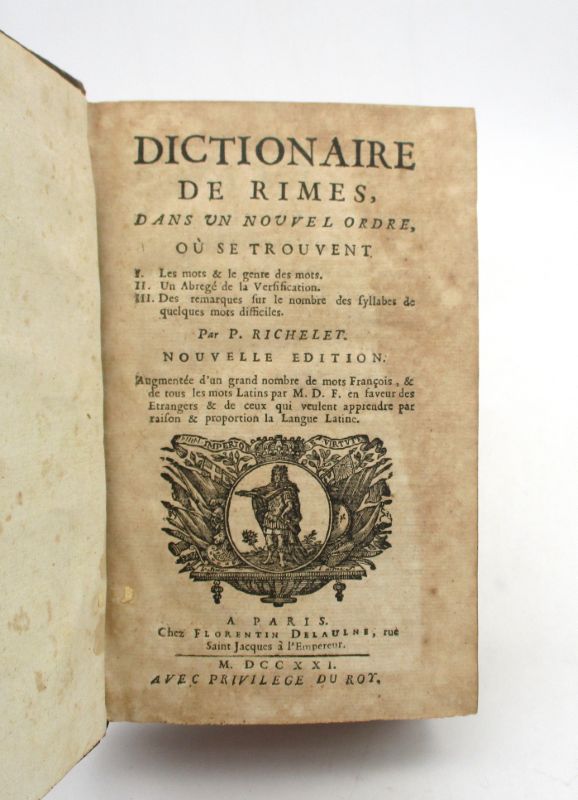 DICTIONAIRE
DE RIMES,
DANS UN NOUVEL ORDRE,
OÙ SE TROUVENT
I. Les mots & le genre des mots.
II. Un Abregé de la Verſification.
III. Des remarques ſur le nombre des ſyllabes de
quelques mots difficiles.
Par P. RICHELET.
NOUVELLE EDITION.
Augmentée d'un grand nombre de mots François, &
de tous les mots Latins par M. D. F. en faveur des
Etrangers & de ceux qui veulent apprendre par
raiſon & proportion la Langue Latine.
IMPERIO VIRTUTE
A PARIS.
Chez FLORENTIN DELAULNE, rue
Saint Jacques à l'Empereur.
M. DCCXXI.
AVEC PRIVILEGE DU ROY.